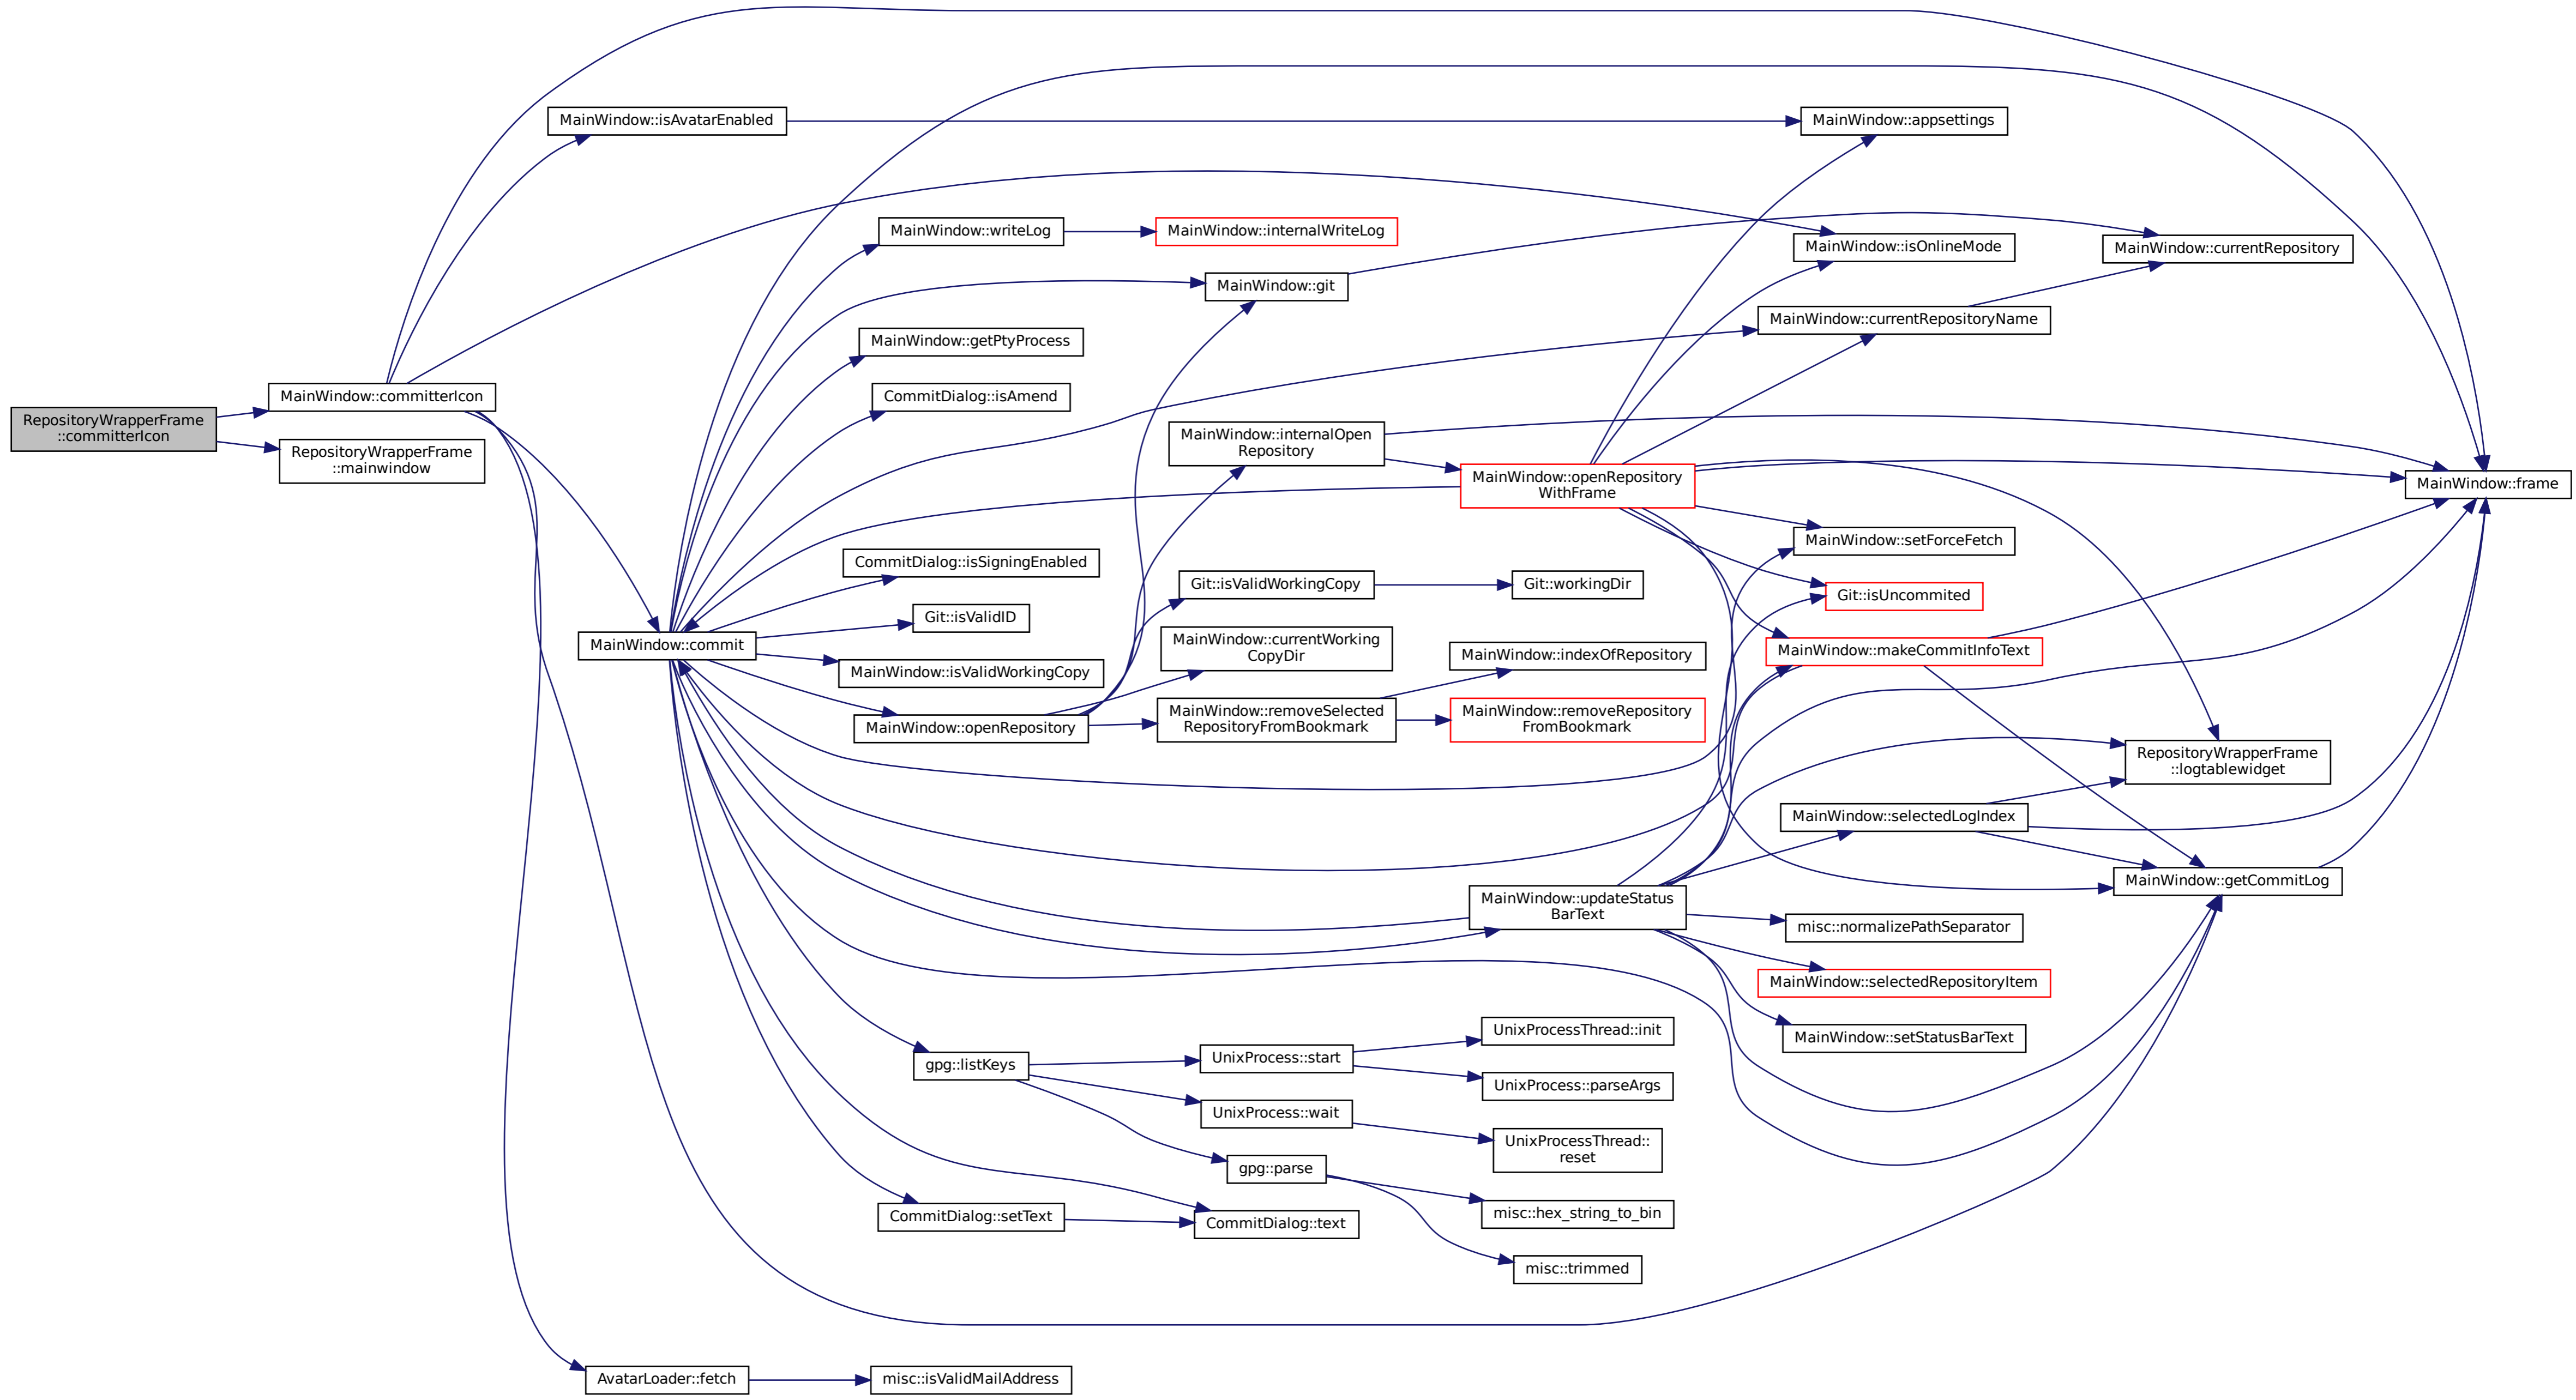 MainWindow::isAvatarEnabled
MainWindow::appsettings
MainWindow::writeLog
MainWindow::internalWriteLog
MainWindow::isOnlineMode
MainWindow::currentRepository
MainWindow::git
MainWindow::currentRepositoryName
MainWindow::getPtyProcess
MainWindow::committerIcon
CommitDialog::isAmend
RepositoryWrapperFrame
::committerIcon
RepositoryWrapperFrame
::mainwindow
MainWindow::internalOpen
Repository
MainWindow::openRepository
WithFrame
MainWindow::frame
MainWindow::setForceFetch
CommitDialog::isSigningEnabled
Git::isValidWorkingCopy
Git::workingDir
Git::isUncommited
Git::isValidID
MainWindow::commit
MainWindow::currentWorking
CopyDir
MainWindow::indexOfRepository
MainWindow::makeCommitInfoText
MainWindow::isValidWorkingCopy
MainWindow::openRepository
MainWindow::removeSelected
RepositoryFromBookmark
MainWindow::removeRepository
FromBookmark
RepositoryWrapperFrame
::logtablewidget
MainWindow::selectedLogIndex
MainWindow::getCommitLog
MainWindow::updateStatus
BarText
misc::normalizePathSeparator
MainWindow::selectedRepositoryItem
MainWindow::setStatusBarText
UnixProcessThread::init
gpg::listKeys
UnixProcess::start
UnixProcess::parseArgs
UnixProcess::wait
UnixProcessThread::
reset
gpg::parse
misc::hex_string_to_bin
CommitDialog::setText
CommitDialog::text
misc::trimmed
AvatarLoader::fetch
misc::isValidMailAddress